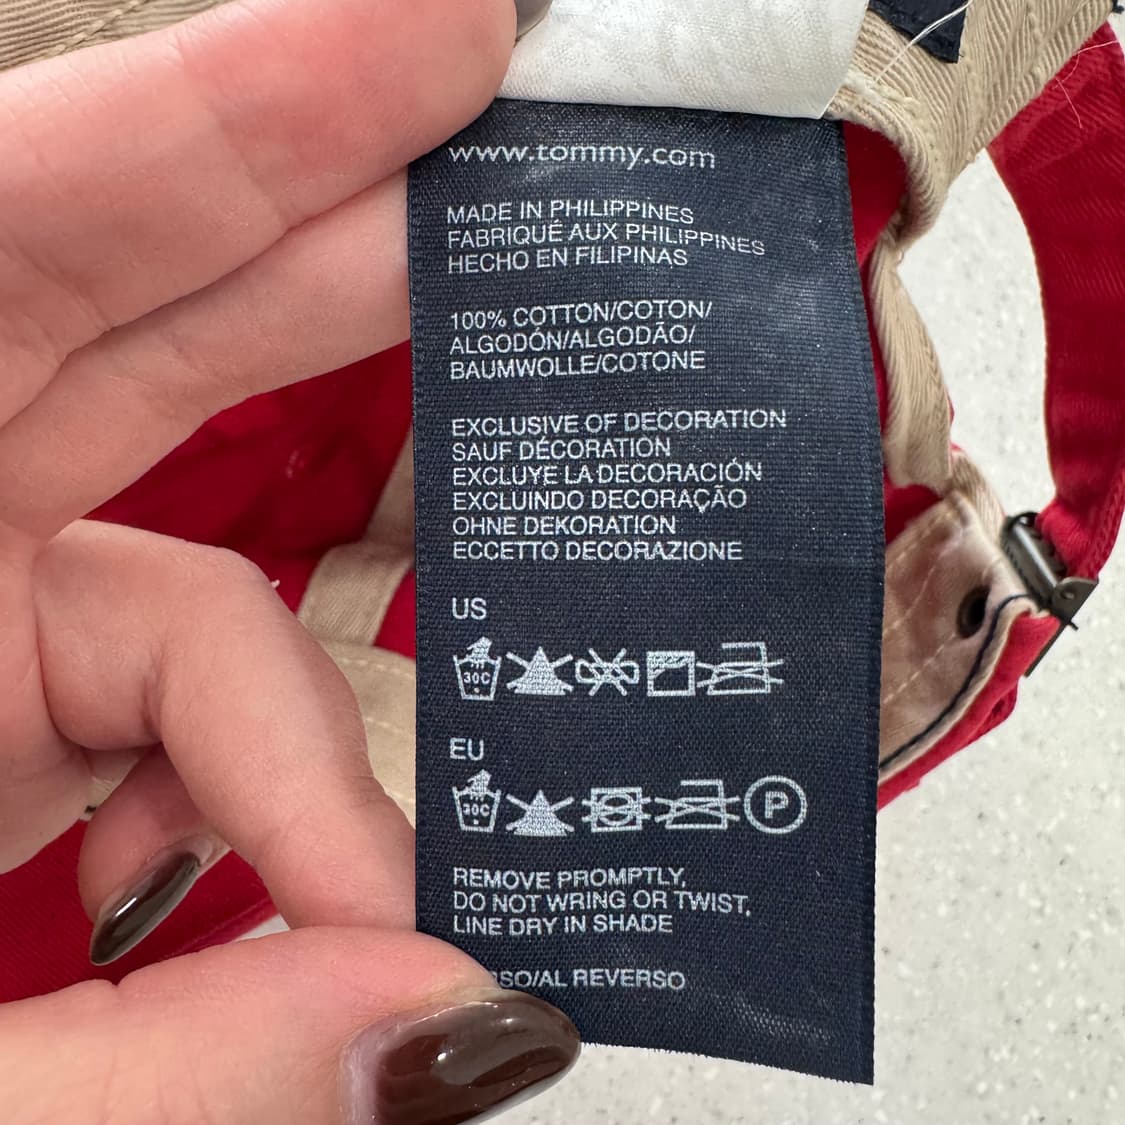 www.tommy.com
MADE IN PHILIPPINES
FABRIQUÉ AUX PHILIPPINES
HECHO EN FILIPINAS
100% COTTON/COTON/
ALGODÓN/ALGODÃO/
BAUMWOLLE/COTONE
EXCLUSIVE OF DECORATION
SAUF DÉCORATION
EXCLUYE LA DECORACIÓN
EXCLUINDO DECORAÇÃO
OHNE DEKORATION
ECCETTO DECORAZIONE
US
30C
EU
30C P
REMOVE PROMPTLY,
DO NOT WRING OR TWIST,
LINE DRY IN SHADE
SO/AL REVERSO